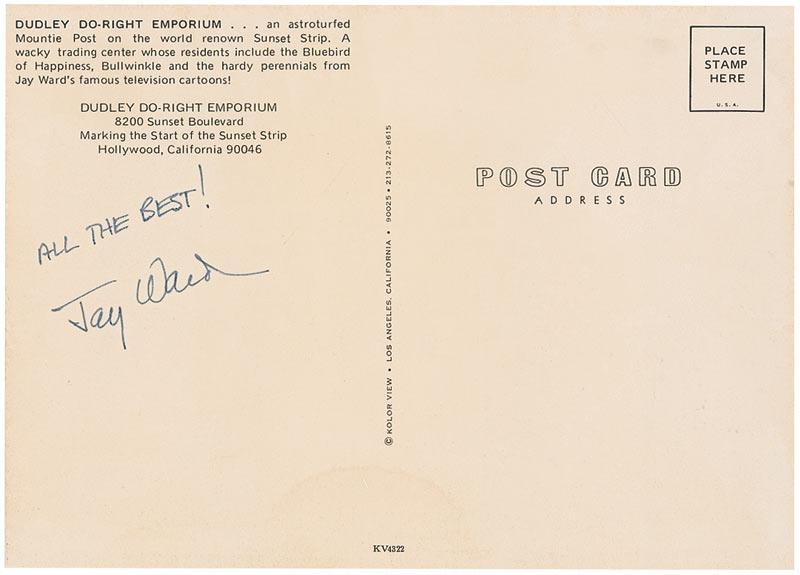 DUDLEY DO-RIGHT EMPORIUM . . . an astroturfed
Mountie Post on the world renown Sunset Strip. A
wacky trading center whose residents include the Bluebird
of Happiness, Bullwinkle and the hardy perennials from
Jay Ward's famous television cartoons!
DUDLEY DO-RIGHT EMPORIUM
8200 Sunset Boulevard
Marking the Start of the Sunset Strip
Hollywood, California 90046
ALL THE BEST!
Jay Ward
© KOLOR VIEW • LOS ANGELES, CALIFORNIA • 90025 • 213-272-8615
PLACE
STAMP
HERE
U.S.A.
POST CARD
ADDRESS
KV4322